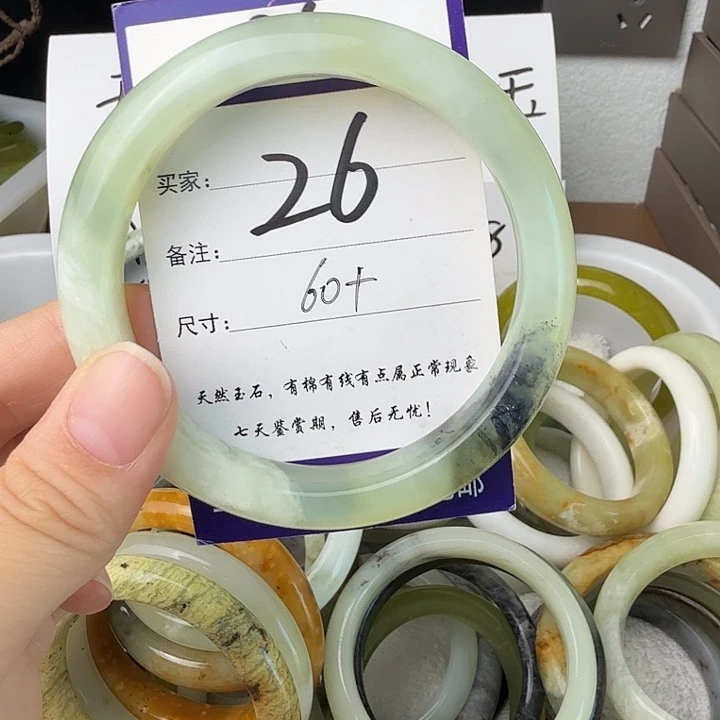 玉
买家：26
备注：
尺寸：60+
天然玉石，有棉有线有点属正常现象
七天鉴赏期，售后无忧！